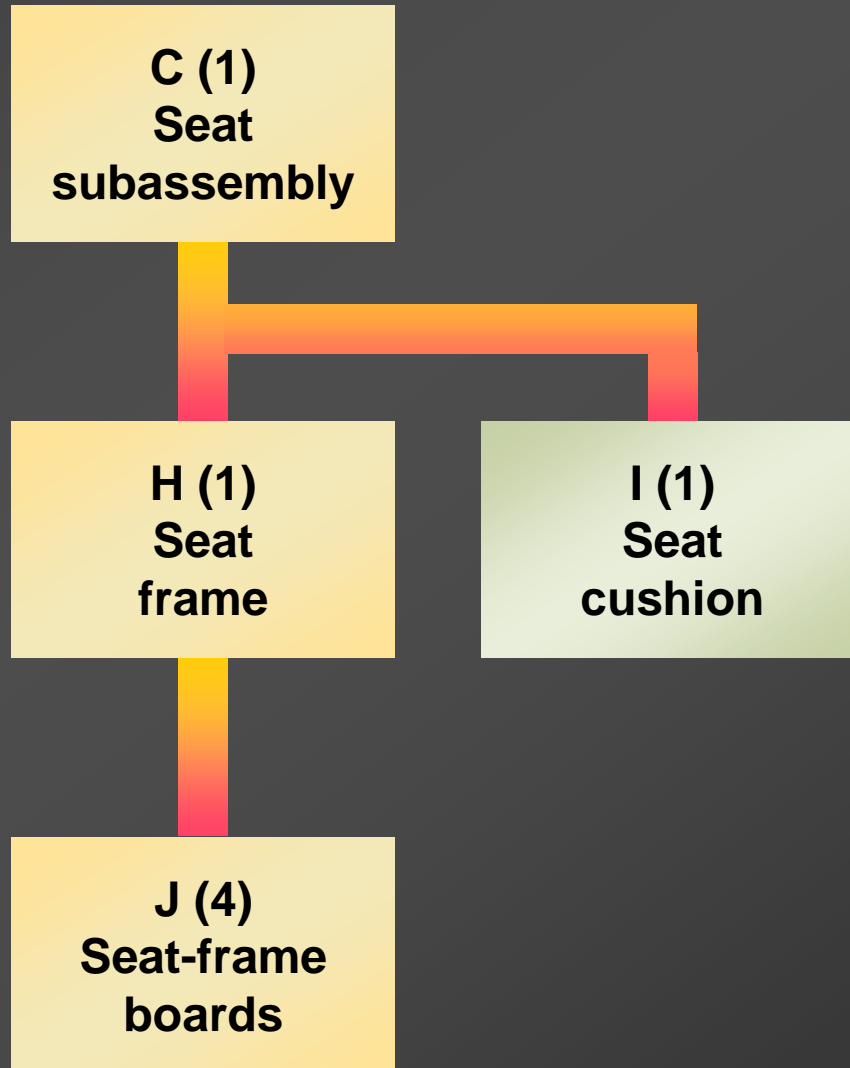 C (1)
Seat
subassembly
H (1)
Seat
frame
I (1)
Seat
cushion
J (4)
Seat-frame
boards